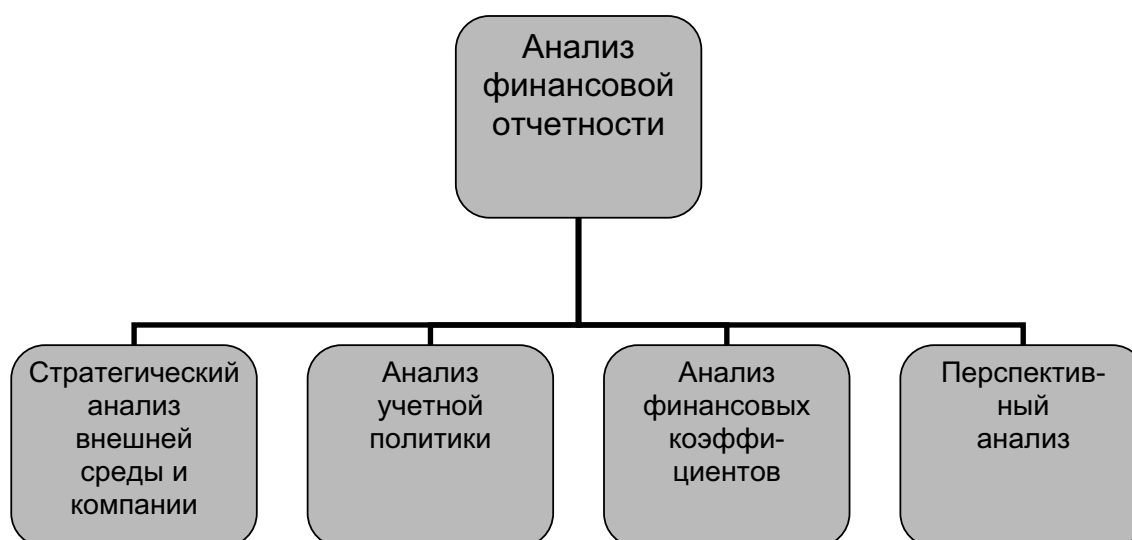 Анализ
финансовой
отчетности
Стратегический
анализ
внешней
среды и
компании
Анализ
учетной
политики
Анализ
финансовых
коэффи-
циентов
Перспектив-
ный
анализ